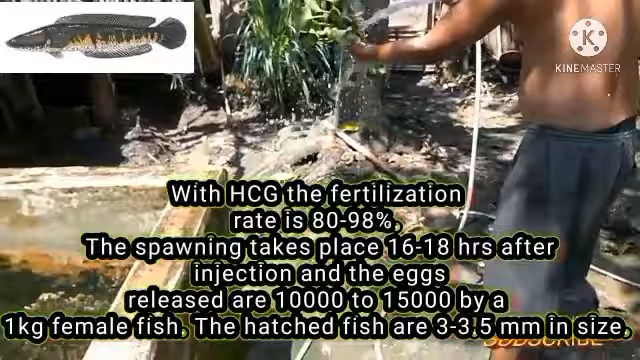 KINEMASTER
With HCG the fertilization
rate is 80-98%.
The spawning takes place 16-18 hrs after
injection and the eggs
released are 10000 to 15000 by a
1kg female fish. The hatched fish are 3-3.5 mm in size.
SUBSCRIBE